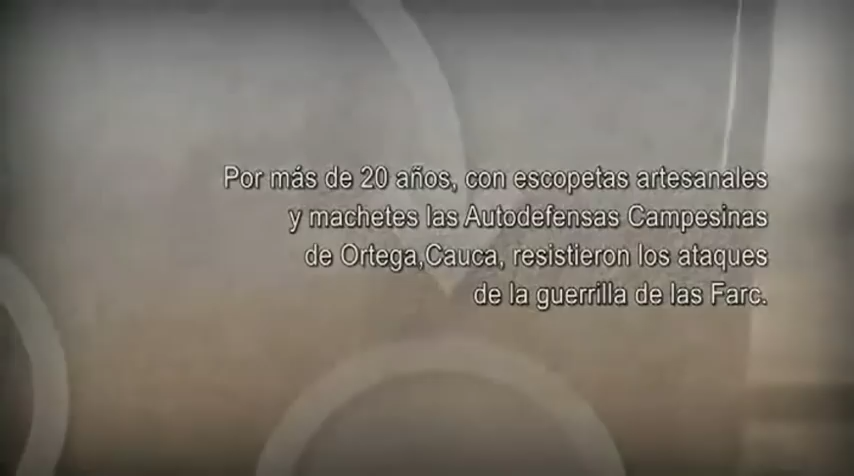 Por más de 20 años, con escopetas artesanales
y machetes las Autodefensas Campesinas
de Ortega,Cauca, resistieron los ataques
de la guerrilla de las Farc.